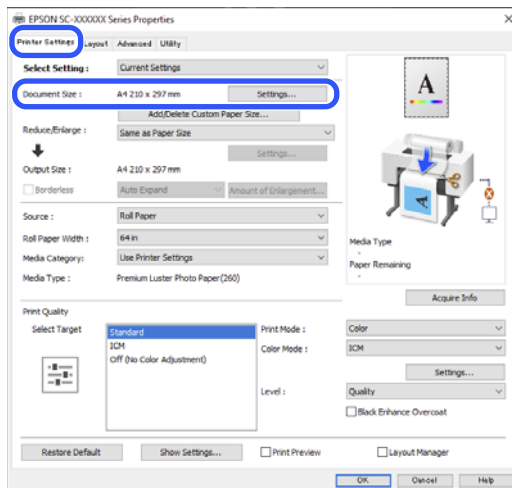 EPSON SC-XXXXXX Series Properties
Printer Settings Layout Advanced Utility
Select Setting : Current Settings
Document Size : A4 210 x 297 mm Settings...
Add/Delete Custom Paper Size...
Reduce/Enlarge : Same as Paper Size
Settings...
Output Size : A4 210 x 297 mm
Borderless Auto Expand Amount of Enlargement...
Source : Roll Paper
Roll Paper Width : 64 in
Media Category: Use Printer Settings
Media Type : Premium Luster Photo Paper(260)
A
Media Type
-
Paper Remaining
-
Acquire Info
Print Quality
Select Target
Standard
ICM
Off (No Color Adjustment)
Print Mode : Color
Color Mode : ICM
Settings...
Level : Quality
Black Enhance Overcoat
Restore Default Show Settings... Print Preview Layout Manager
OK Cancel Help